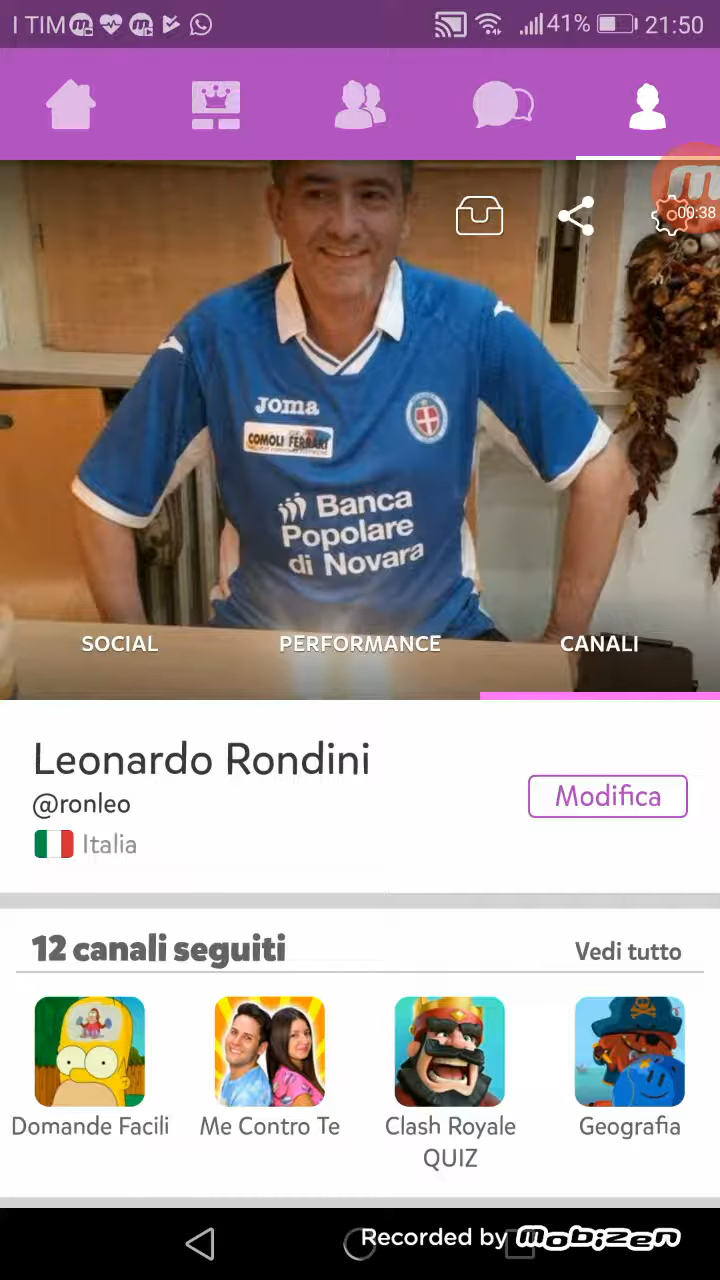 I TIM 41% 21:50
00:38
Joma
COMOLI FERRARI
Banca
Popolare
di Novara
SOCIAL PERFORMANCE CANALI
Leonardo Rondini
@ronleo
Modifica
Italia
12 canali seguiti Vedi tutto
Domande Facili Me Contro Te Clash Royale QUIZ Geografia
Recorded by mobizen